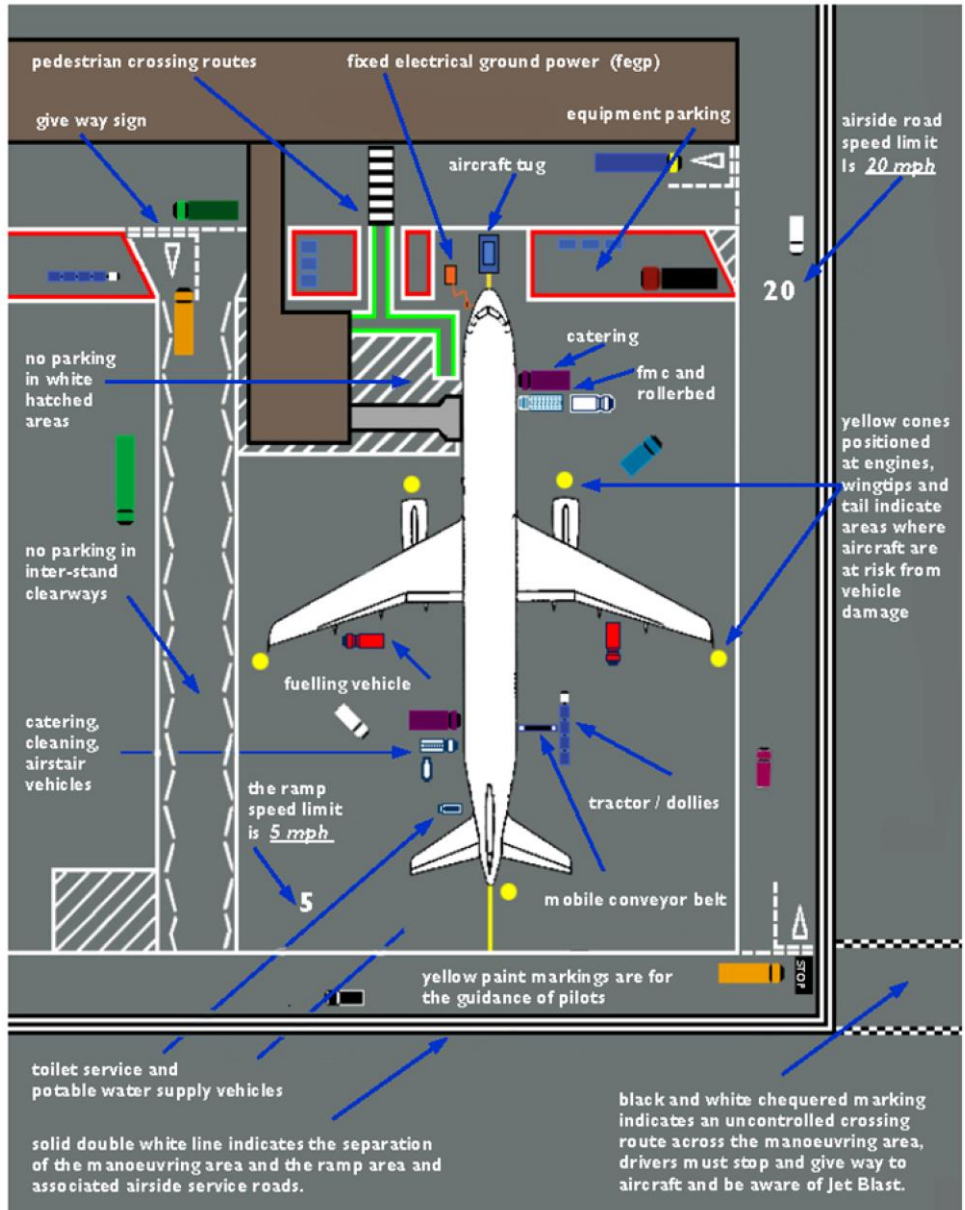 pedestrian crossing routes
fixed electrical ground power (fegp)
give way sign
equipment parking
aircraft tug
airside road
speed limit
Is 20 mph
20
no parking
in white
hatched
areas
catering
fmc and
rollerbed
yellow cones
positioned
at engines,
wingtips and
tail indicate
areas where
aircraft are
at risk from
vehicle
damage
no parking in
inter-stand
clearways
fuelling vehicle
catering,
cleaning,
airstair
vehicles
the ramp
speed limit
is 5 mph
tractor / dollies
5
mobile conveyor belt
yellow paint markings are for
the guidance of pilots
STOP
toilet service and
potable water supply vehicles
solid double white line indicates the separation
of the manoeuvring area and the ramp area and
associated airside service roads.
black and white chequered marking
indicates an uncontrolled crossing
route across the manoeuvring area,
drivers must stop and give way to
aircraft and be aware of Jet Blast.